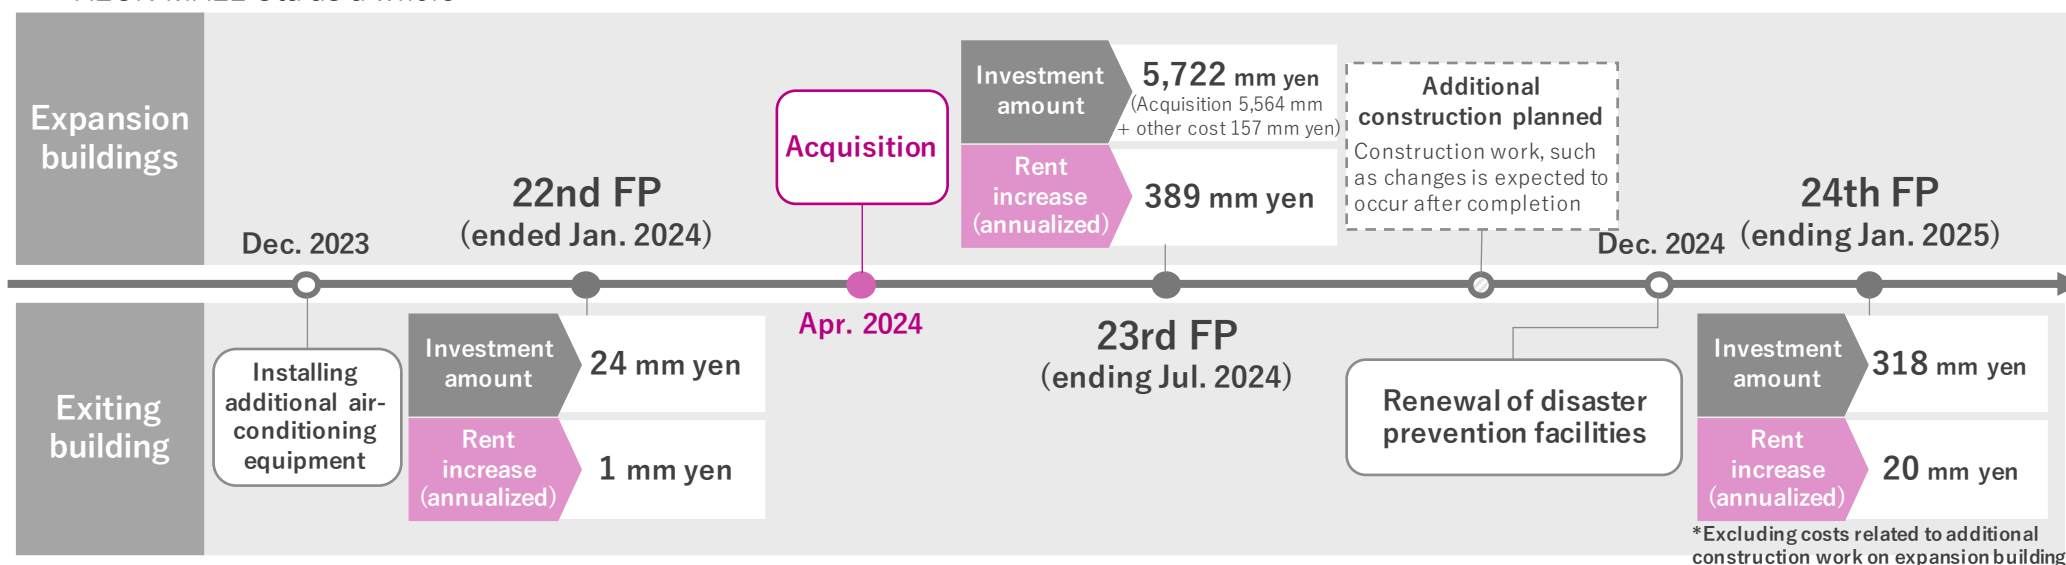 Expansion
buildings
Dec. 2023
22nd FP
(ended Jan. 2024)
Acquisition
Apr. 2024
Investment
amount
5,722 mm yen
(Acquisition 5,564 mm
+ other cost 157 mm yen)
Rent
increase
(annualized)
389 mm yen
23rd FP
(ending Jul. 2024)
Additional
construction planned
Construction work, such
as changes is expected to
occur after completion
Dec. 2024
24th FP
(ending Jan. 2025)
Exiting
building
Installing
additional air-
conditioning
equipment
Investment
amount
24 mm yen
Rent
increase
(annualized)
1 mm yen
Renewal of disaster
prevention facilities
Investment
amount
318 mm yen
Rent
increase
(annualized)
20 mm yen
*Excluding costs related to additional
construction work on expansion building